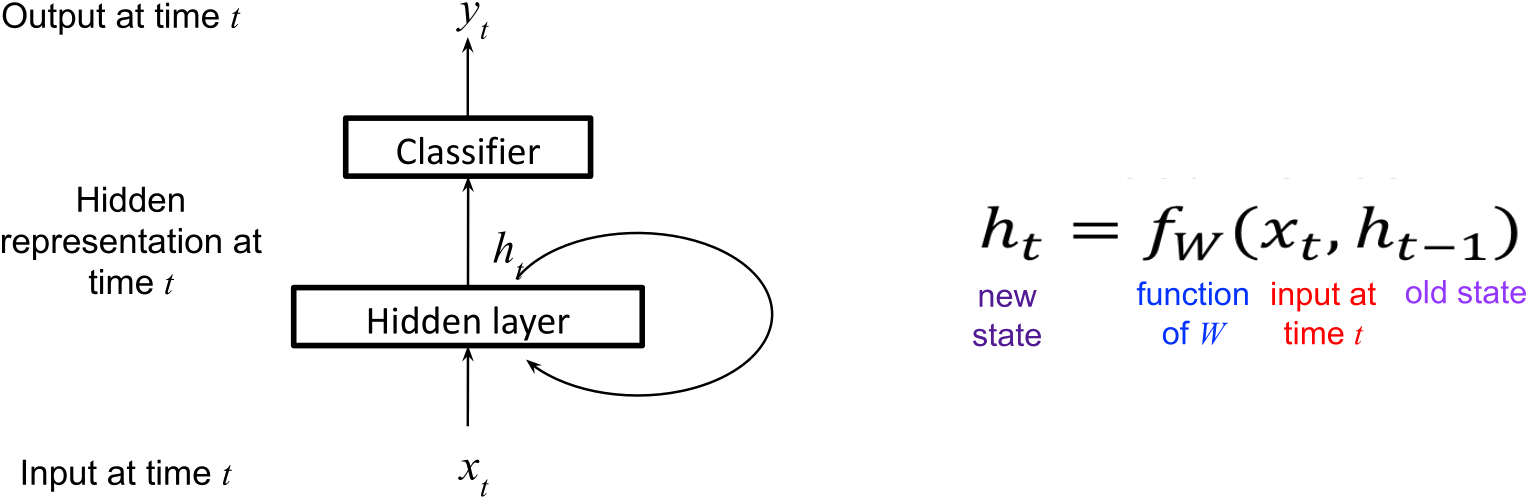 Output at time t
y_t
Classifier
Hidden
representation at
time t
h_t
Hidden layer
Input at time t
x_t
h_t = f_W(x_t, h_{t−1})
new
state
function
of W
input at
time t
old state